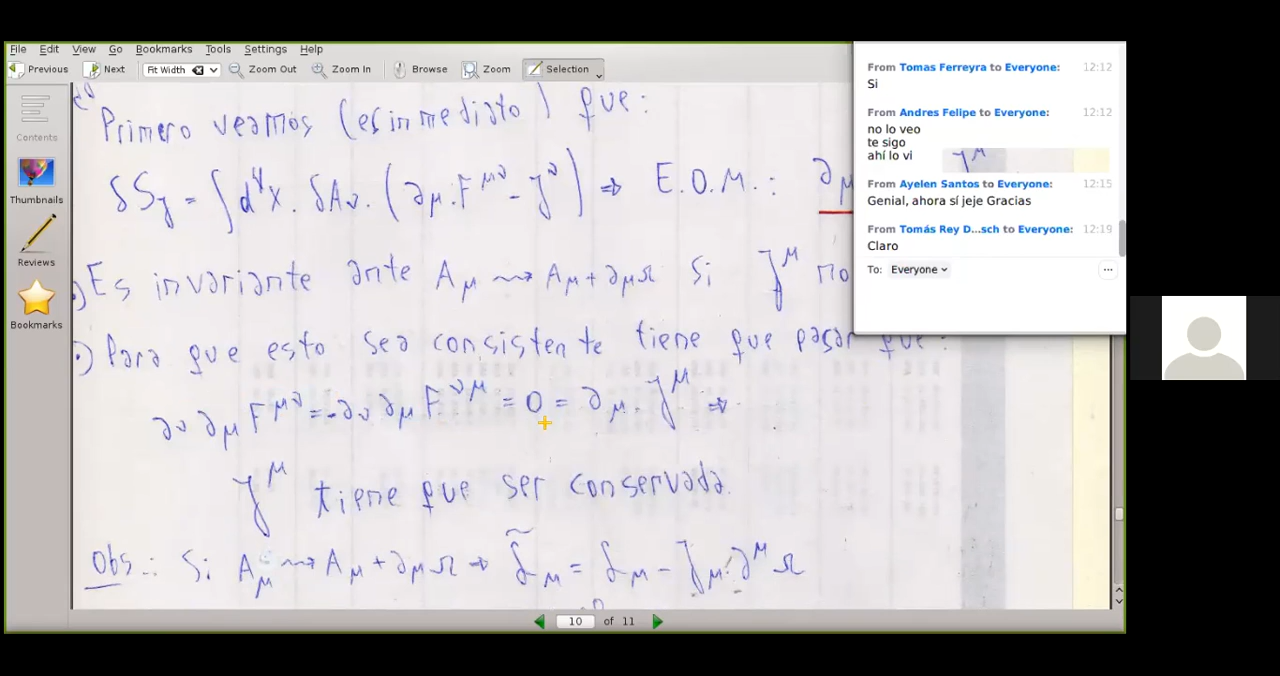 File Edit View Go Bookmarks Tools Settings Help
Previous Next Fit Width Zoom Out Zoom In Browse Zoom Selection
Contents
Thumbnails
Reviews
Bookmarks
Primero veamos (es inmediato) que:
δS_J = ∫ d⁴x . δA_ν . (∂_μ . F^{μν} - J^ν) ⇒ E.O.M.: ∂_μ
.) Es invariante ante A_μ ⇝ A_μ + ∂_μ Ω si J^μ no
.) Para que esto sea consistente tiene que pasar que:
∂_ν ∂_μ F^{μν} = -∂_ν ∂_μ F^{νμ} = 0 = ∂_μ . J^μ ⇒
J^μ tiene que ser conservada.
Obs.: Si A_μ ⇝ A_μ + ∂_μ Ω ⇒
10 of 11
From Tomas Ferreyra to Everyone: 12:12
Si
From Andres Felipe to Everyone: 12:12
no lo veo
te sigo
ahí lo vi
J^μ
From Ayelen Santos to Everyone: 12:15
Genial, ahora sí jeje Gracias
From Tomás Rey D...sch to Everyone: 12:19
Claro
To: Everyone